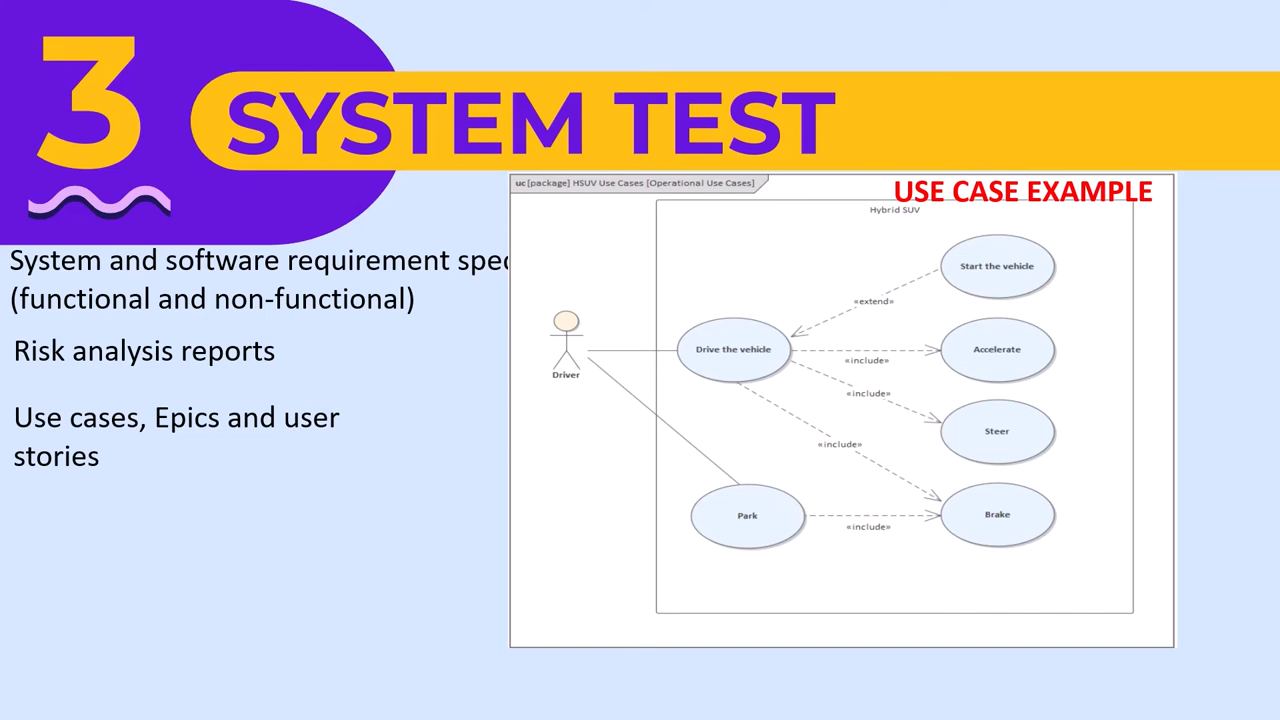 3
SYSTEM TEST
System and software requirement
(functional and non-functional)
Risk analysis reports
Use cases, Epics and user
stories
uc [package] HSUV Use Cases [Operational Use Cases]
USE CASE EXAMPLE
Hybrid SUV
Start the vehicle
«extend»
Drive the vehicle
Accelerate
«include»
Driver
«include»
Steer
«include»
Park
Brake
«include»